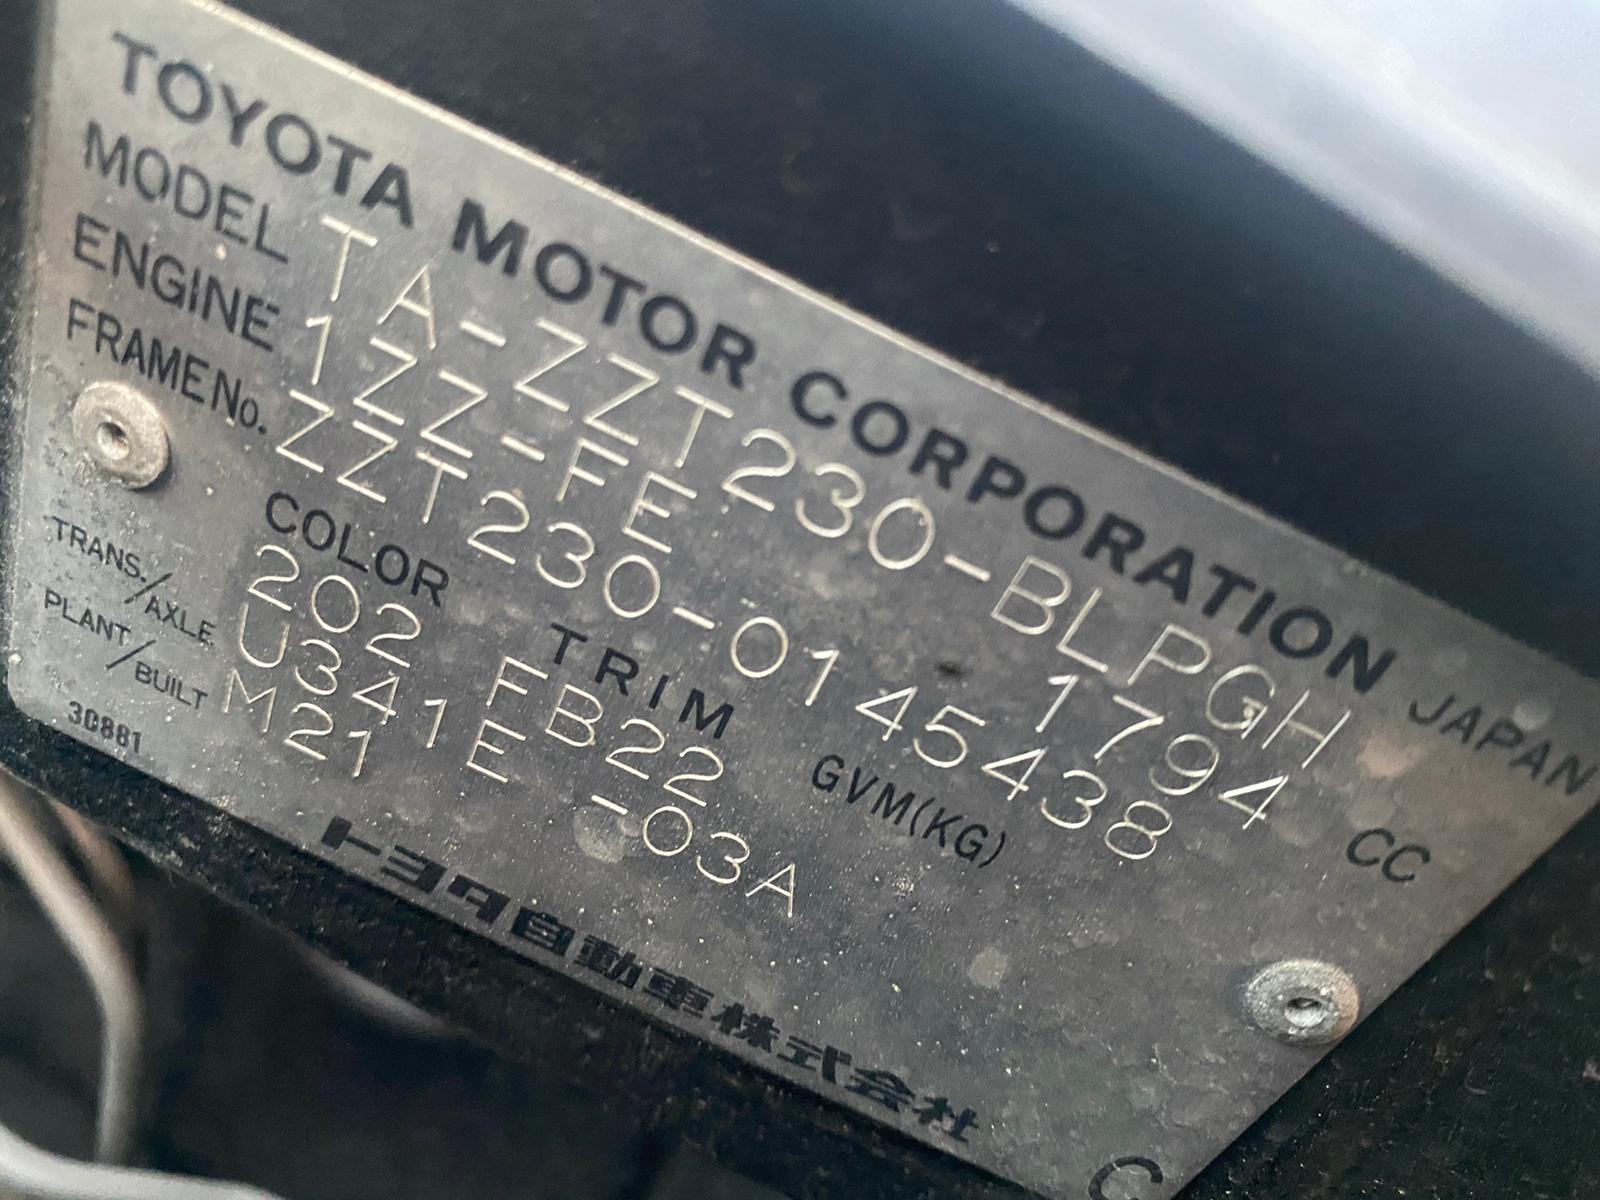 TOYOTA MOTOR CORPORATION JAPAN
MODEL TA-ZZT230-BLPGH
ENGINE 1ZZ-FE 1794 CC
FRAME No. ZZT230-0145438
COLOR TRIM GVM(KG)
202 FB22
TRANS./AXLE U341E -03A
PLANT/BUILT M21
30881
トヨタ自動車株式会社
C